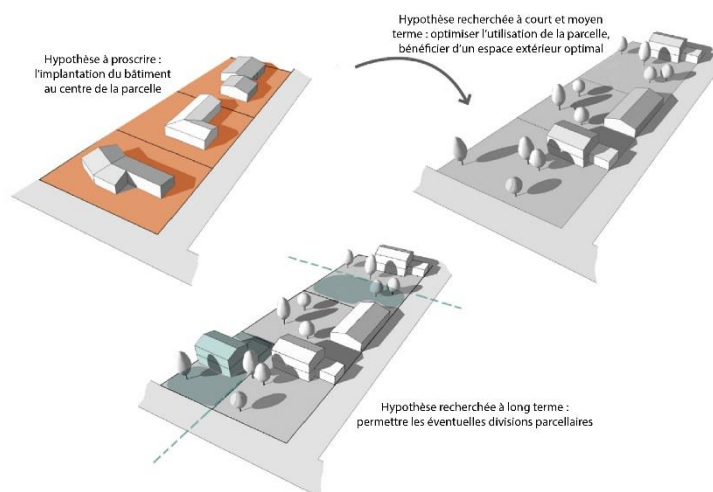 Hypothèse à proscrire :
l'implantation du bâtiment
au centre de la parcelle
Hypothèse recherchée à court et moyen
terme : optimiser l'utilisation de la parcelle,
bénéficier d'un espace extérieur optimal
Hypothèse recherchée à long terme :
permettre les éventuelles divisions parcellaires